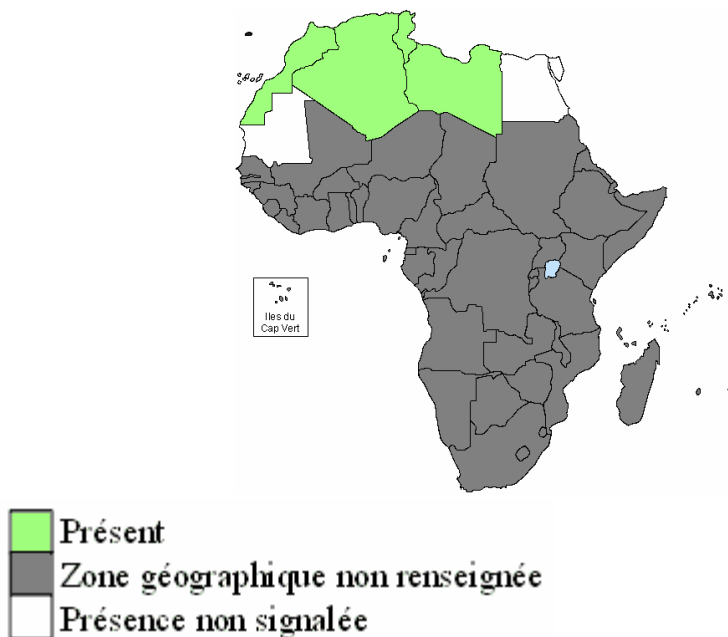 Iles du
Cap Vert
Présent
Zone géographique non renseignée
Présence non signalée